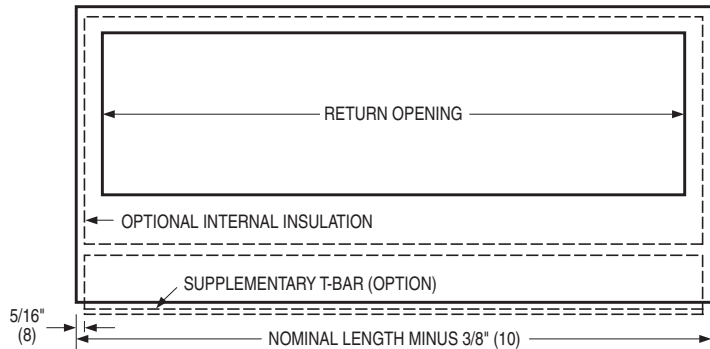 RETURN OPENING
OPTIONAL INTERNAL INSULATION
SUPPLEMENTARY T-BAR (OPTION)
5/16"
(8)
NOMINAL LENGTH MINUS 3/8" (10)